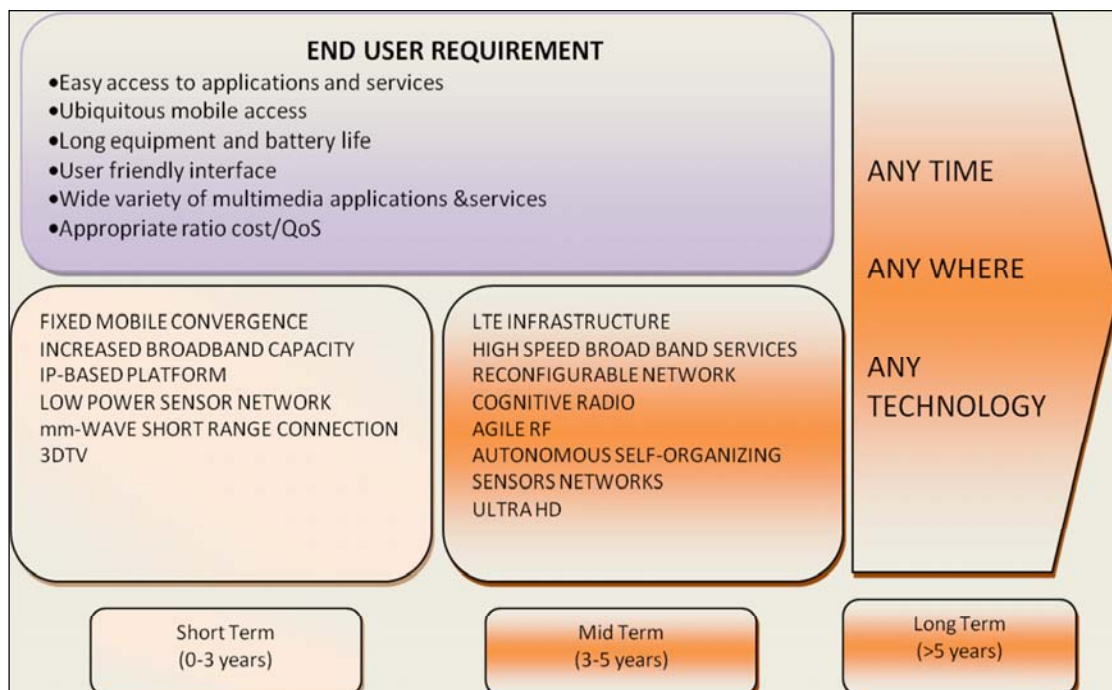 END USER REQUIREMENT
•Easy access to applications and services
•Ubiquitous mobile access
•Long equipment and battery life
•User friendly interface
•Wide variety of multimedia applications &services
•Appropriate ratio cost/QoS
FIXED MOBILE CONVERGENCE
INCREASED BROADBAND CAPACITY
IP-BASED PLATFORM
LOW POWER SENSOR NETWORK
mm-WAVE SHORT RANGE CONNECTION
3DTV
LTE INFRASTRUCTURE
HIGH SPEED BROAD BAND SERVICES
RECONFIGURABLE NETWORK
COGNITIVE RADIO
AGILE RF
AUTONOMOUS SELF-ORGANIZING
SENSORS NETWORKS
ULTRA HD
ANY TIME
ANY WHERE
ANY
TECHNOLOGY
Short Term
(0-3 years)
Mid Term
(3-5 years)
Long Term
(>5 years)